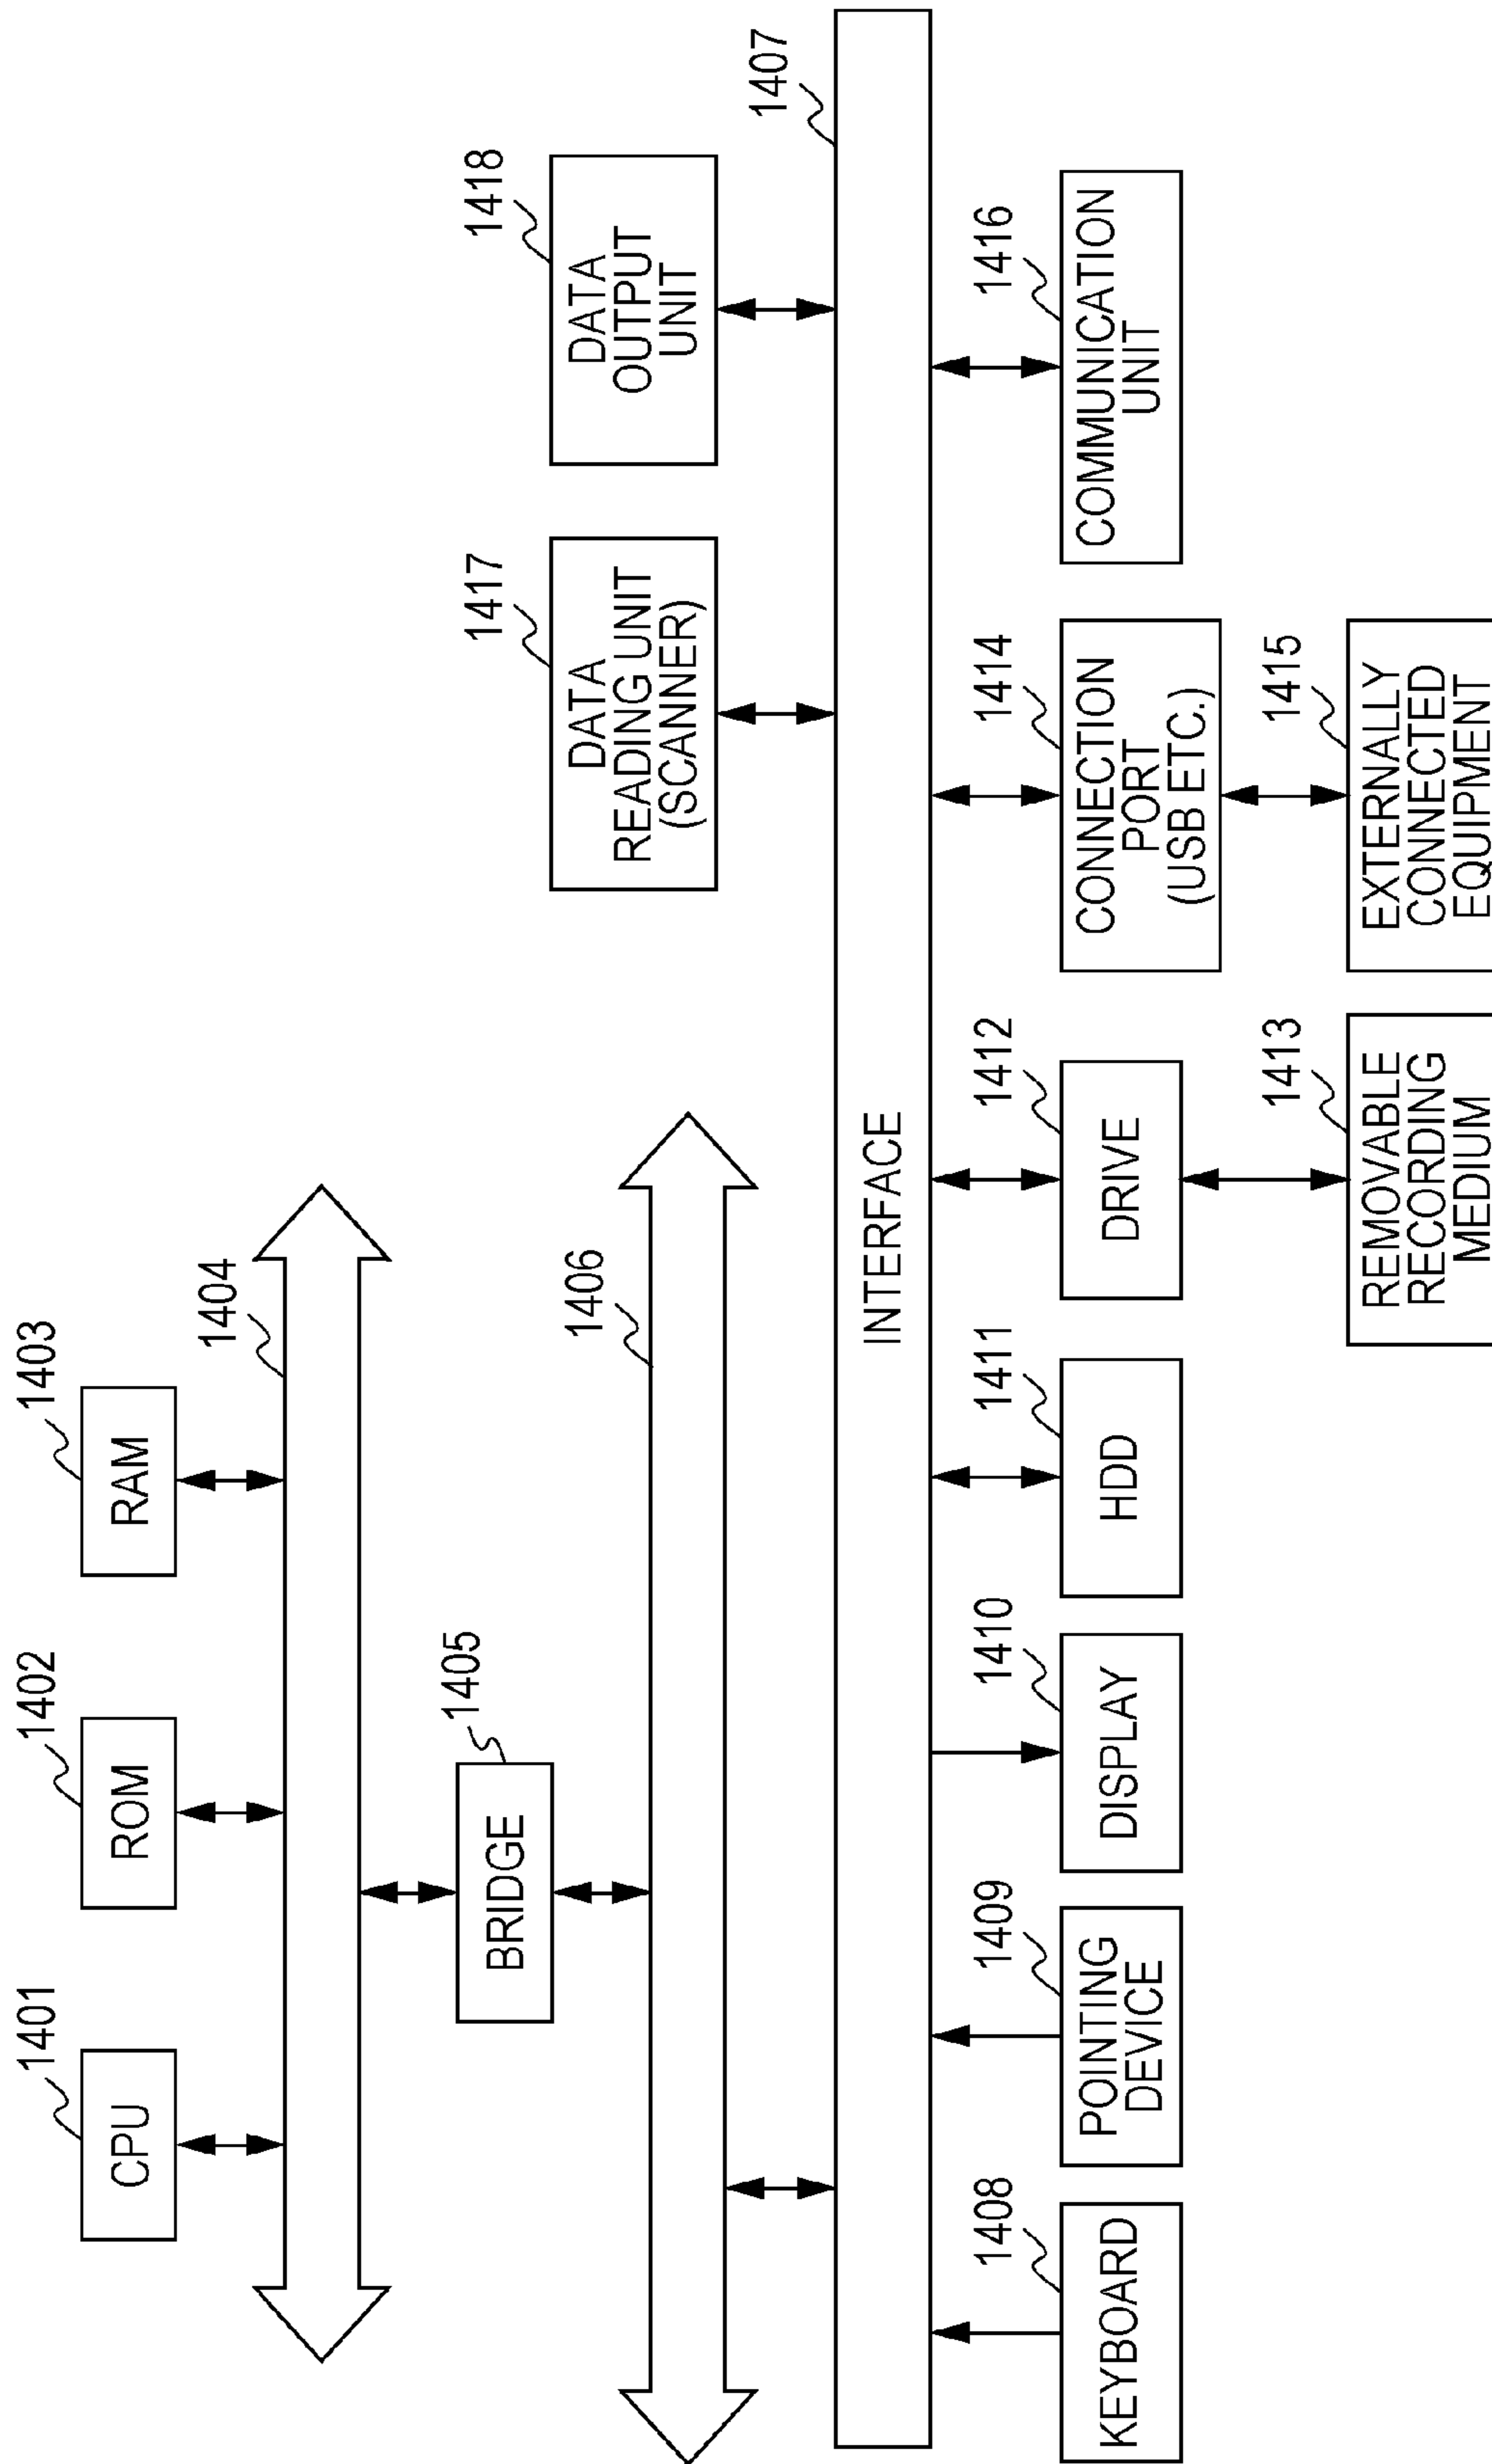 1401
CPU
1402
ROM
1403
RAM
1404
1405
BRIDGE
1406
1417
DATA
READING UNIT
(SCANNER)
1418
DATA
OUTPUT
UNIT
1407
INTERFACE
1408
KEYBOARD
1409
POINTING
DEVICE
1410
DISPLAY
1411
HDD
1412
DRIVE
1414
CONNECTION
PORT
(USB ETC.)
1416
COMMUNICATION
UNIT
1413
REMOVABLE
RECORDING
MEDIUM
1415
EXTERNALLY
CONNECTED
EQUIPMENT